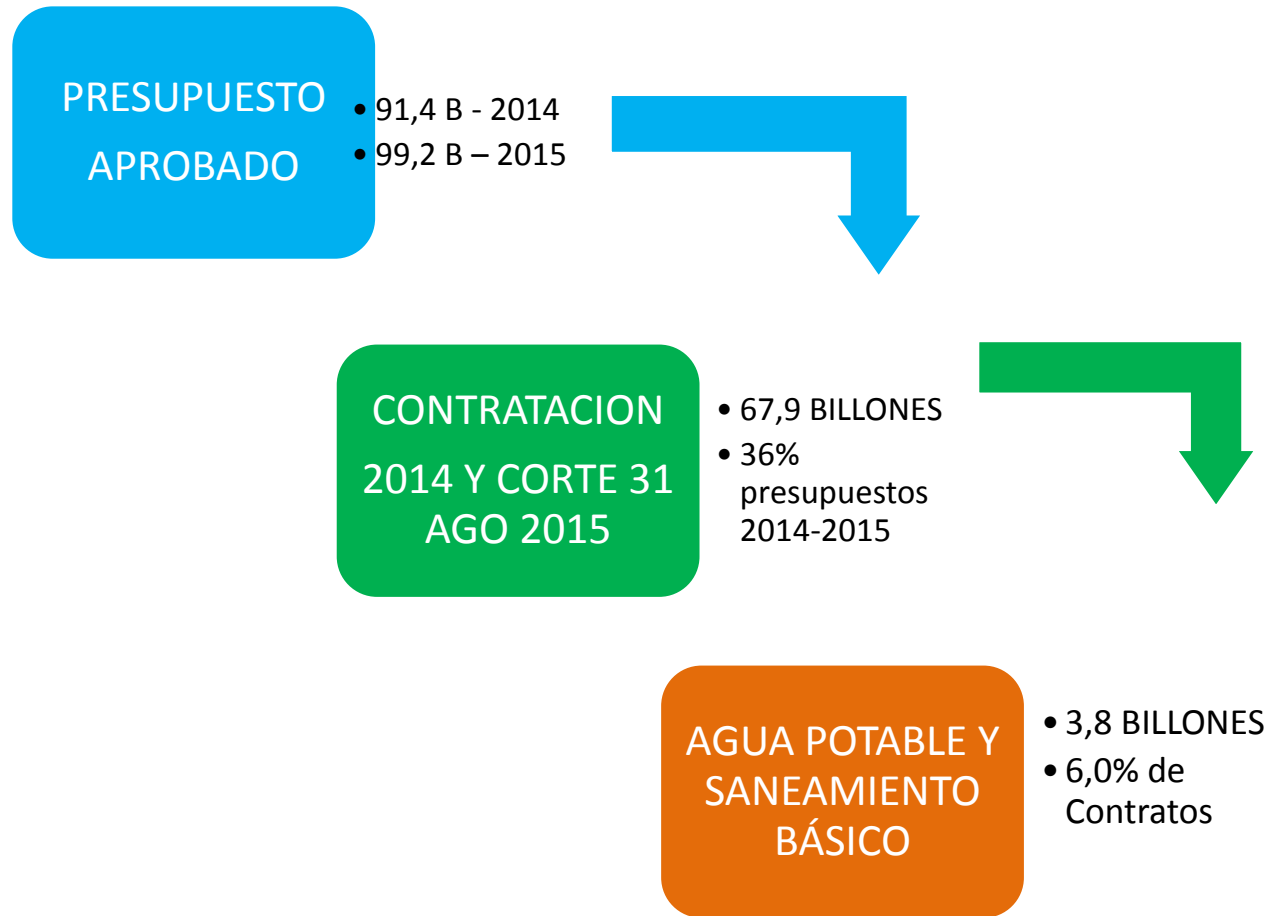 PRESUPUESTO
APROBADO
• 91,4 B - 2014
• 99,2 B – 2015
CONTRATACION
2014 Y CORTE 31
AGO 2015
• 67,9 BILLONES
• 36%
presupuestos
2014-2015
AGUA POTABLE Y
SANEAMIENTO
BÁSICO
• 3,8 BILLONES
• 6,0% de
Contratos